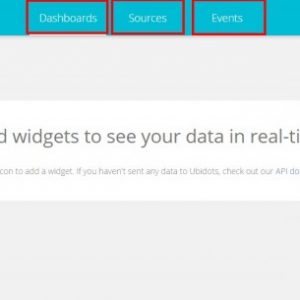 Dashboards Sources Events
d widgets to see your data in real-ti
con to add a widget. If you haven't sent any data to Ubidots, check out our API do